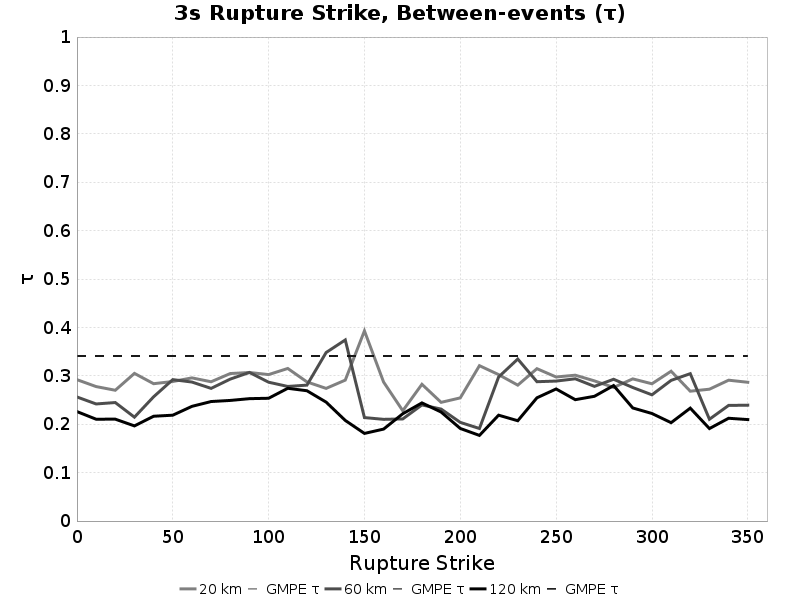 3s Rupture Strike, Between-events (τ)
1
0.9
0.8
0.7
0.6
0.5
0.4
0.3
0.2
0.1
0
τ
0 50 100 150 200 250 300 350
Rupture Strike
20 km GMPE τ 60 km GMPE τ 120 km GMPE τ